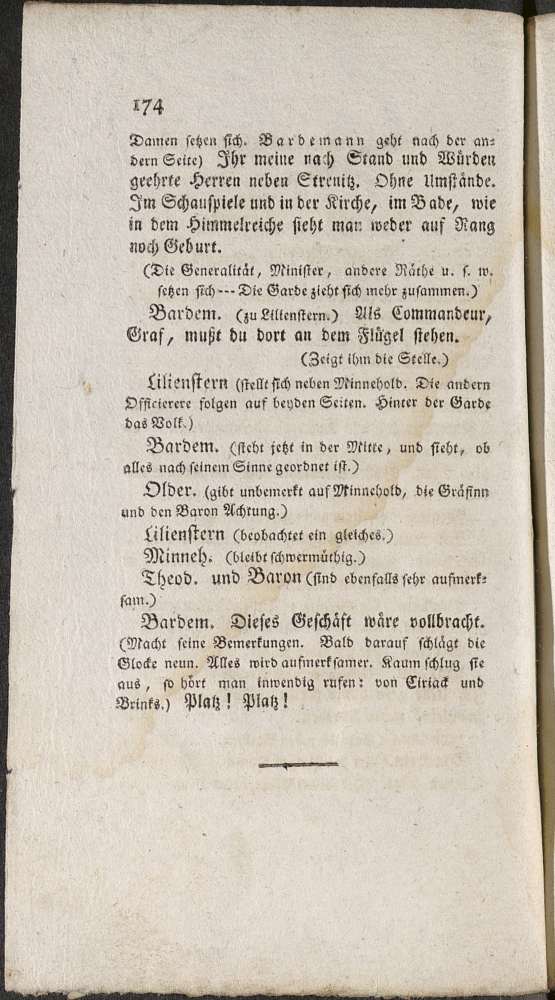 174
Damen setzen sich. Bardemann geht nach der an-
dern Seite) Ihr meine nach Stand und Würden
geehrte Herren neben Strenitz. Ohne Umstände.
Im Schauspiele und in der Kirche, im Bade, wie
in dem Himmelreiche sieht man weder auf Rang
noch Geburt.
(Die Generalität, Minister, andere Räthe u. s. w.
setzen sich --- Die Garde zieht sich mehr zusammen.)
Bardem. (zu Lilienstern.) Als Commandeur,
Graf, mußt du dort an dem Flügel stehen.
(Zeigt ihm die Stelle.)
Lilienstern (stellt sich neben Minnehold. Die andern
Officierere folgen auf beyden Seiten. Hinter der Garde
das Volk.)
Bardem. (steht jetzt in der Mitte, und sieht, ob
alles nach seinem Sinne geordnet ist.)
Older. (gibt unbemerkt auf Minnehold, die Gräfinn
und den Baron Achtung.)
Lilienstern (beobachtet ein gleiches.)
Minneh. (bleibt schwermüthig.)
Theod. und Baron (sind ebenfalls sehr aufmerk-
sam.)
Bardem. Dieses Geschäft wäre vollbracht.
(Macht seine Bemerkungen. Bald darauf schlägt die
Glocke neun. Alles wird aufmerksamer. Kaum schlug sie
aus, so hört man inwendig rufen: von Ciriack und
Brinks.) Platz! Platz!